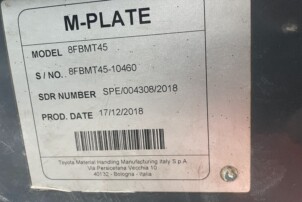 M-PLATE
MODEL 8FBMT45
S / NO. 8FBMT45-10460
SDR NUMBER SPE/004308/2018
PROD. DATE 17/12/2018
Toyota Material Handling Manufacturing Italy S.p.A.
Via Persicetana Vecchia 10
40132 - Bologna - Italia